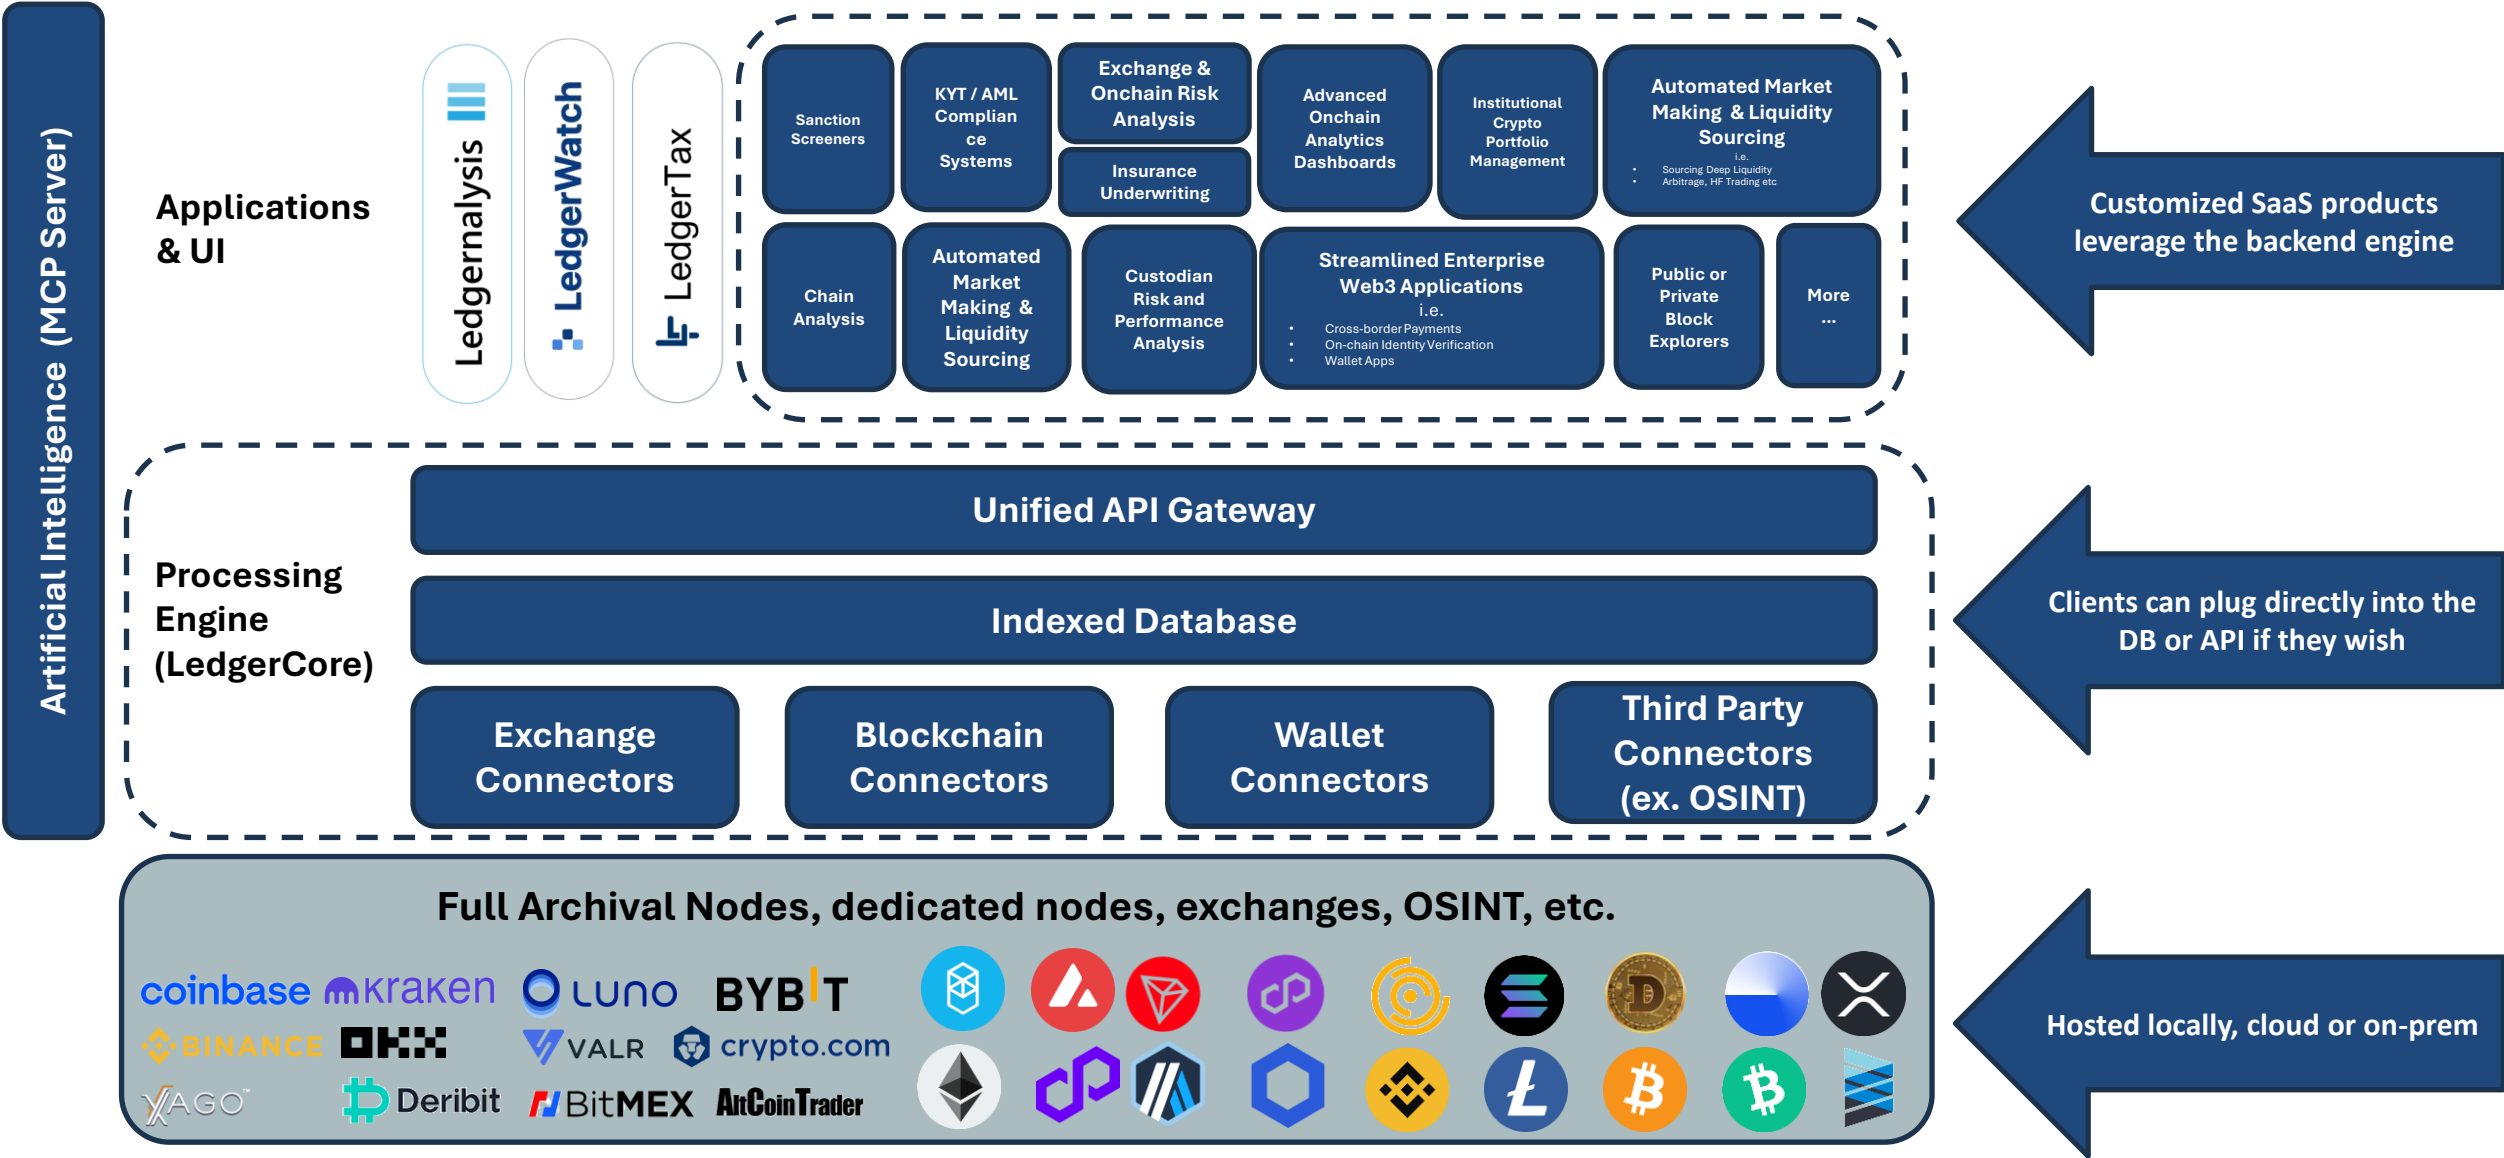 Artificial Intelligence (MCP Server)
Applications
& UI
Ledgernalysis
LedgerWatch
LedgerTax
Sanction
Screeners
KYT / AML
Complian
ce
Systems
Exchange &
Onchain Risk
Analysis
Insurance
Underwriting
Advanced
Onchain
Analytics
Dashboards
Institutional
Crypto
Portfolio
Management
Automated Market
Making & Liquidity
Sourcing
i.e.
• Sourcing Deep Liquidity
• Arbitrage, HF Trading etc
Chain
Analysis
Automated
Market
Making &
Liquidity
Sourcing
Custodian
Risk and
Performance
Analysis
Streamlined Enterprise
Web3 Applications
i.e.
• Cross-border Payments
• On-chain Identity Verification
• Wallet Apps
Public or
Private
Block
Explorers
More
...
Customized SaaS products
leverage the backend engine
Processing
Engine
(LedgerCore)
Unified API Gateway
Indexed Database
Exchange
Connectors
Blockchain
Connectors
Wallet
Connectors
Third Party
Connectors
(ex. OSINT)
Clients can plug directly into the
DB or API if they wish
Full Archival Nodes, dedicated nodes, exchanges, OSINT, etc.
coinbase
kraken
LUNO
BYBIT
BINANCE
OKX
VALR
crypto.com
XAGO™
Deribit
BitMEX
AltCoinTrader
Hosted locally, cloud or on-prem